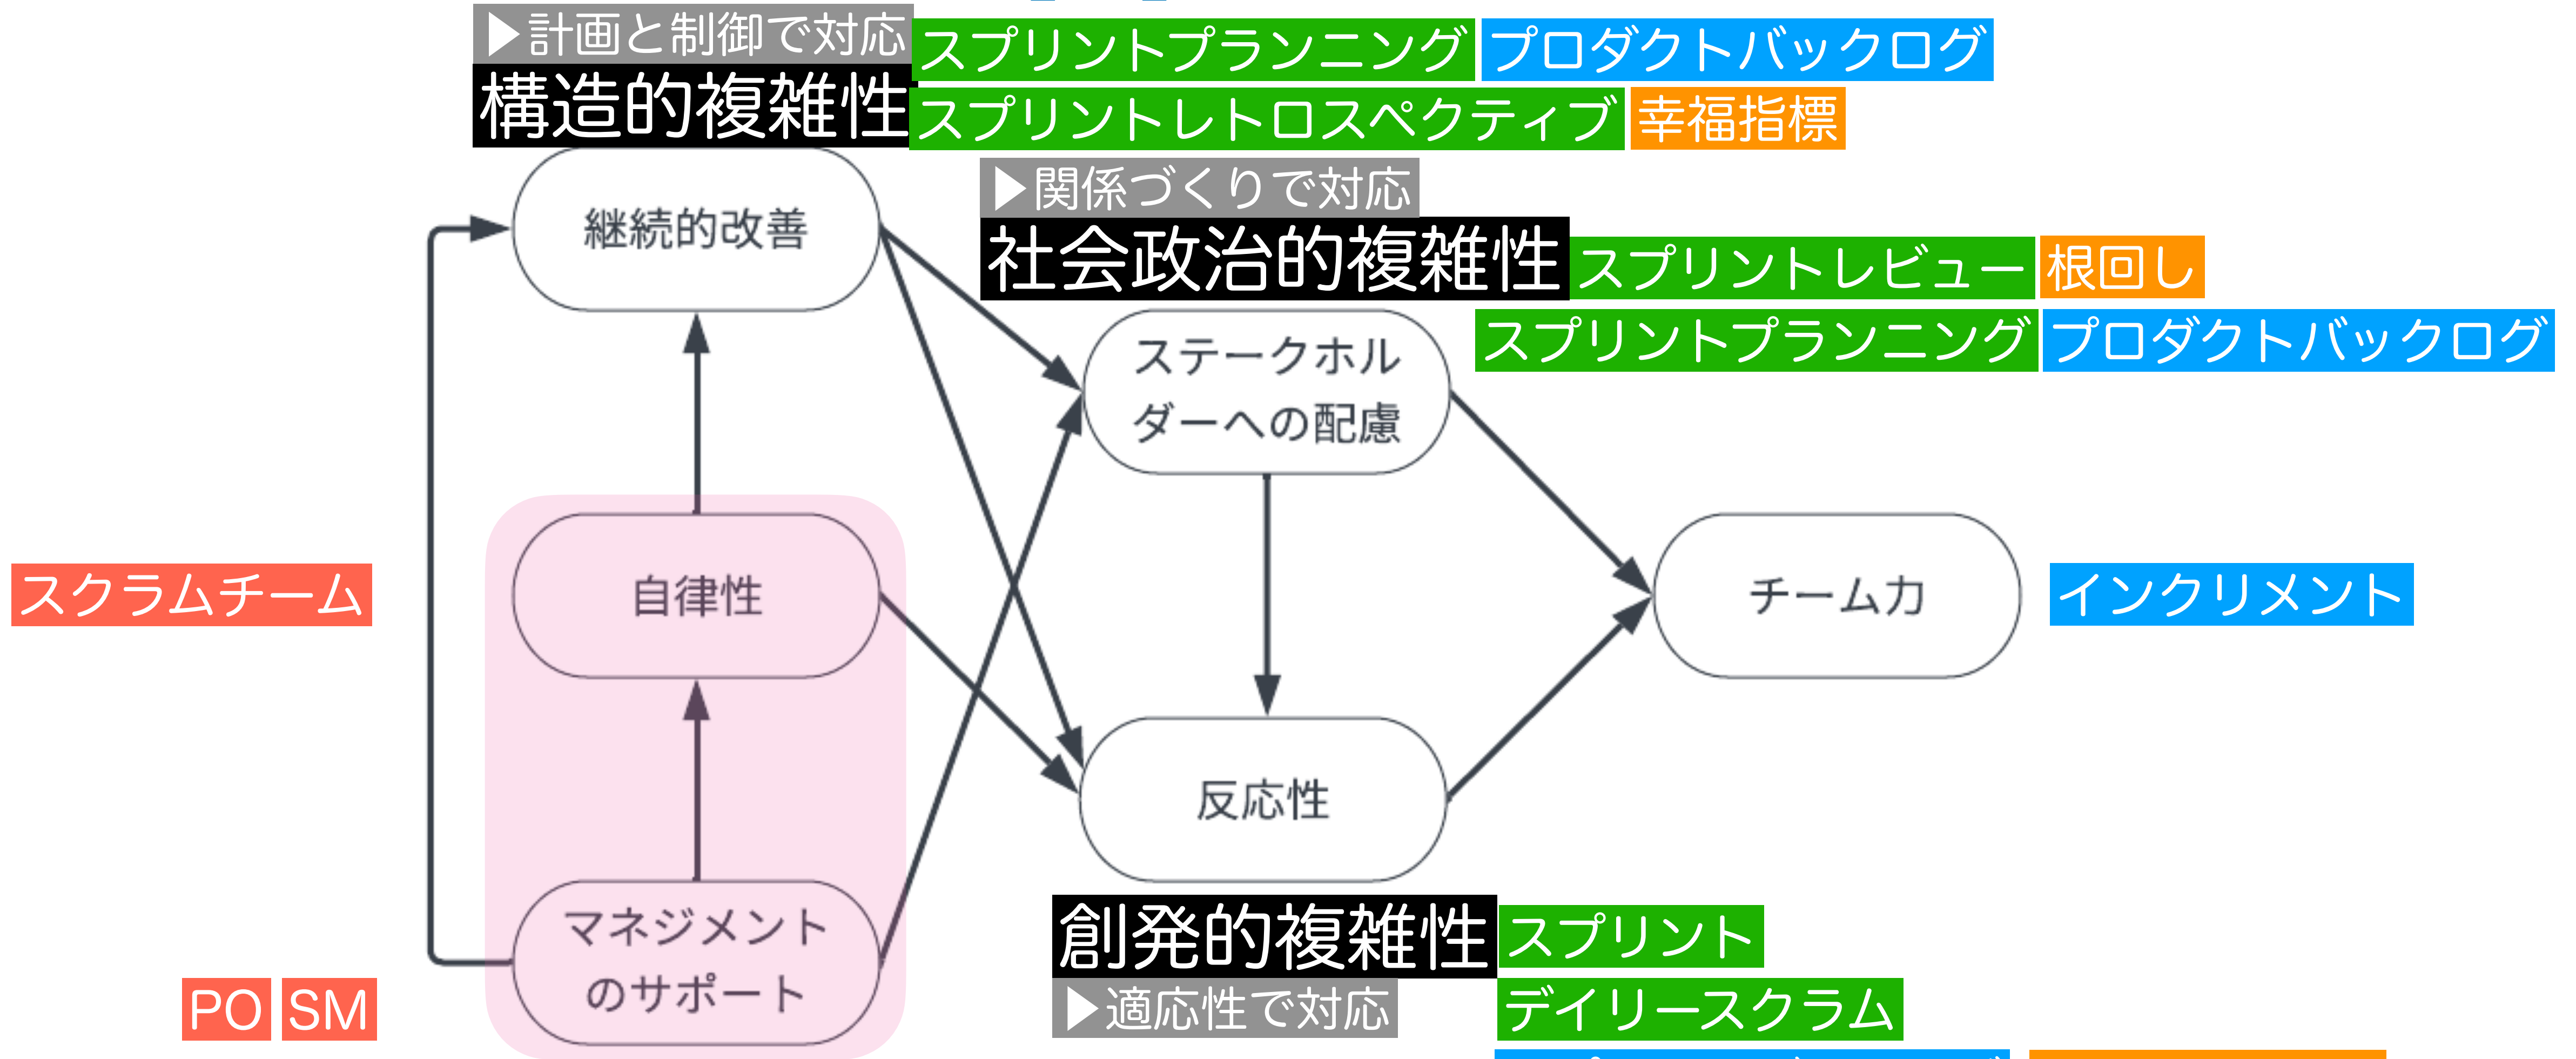 ▶計画と制御で対応
構造的複雑性
スプリントプランニング プロダクトバックログ
スプリントレトロスペクティブ 幸福指標
継続的改善
▶関係づくりで対応
社会政治的複雑性
スプリントレビュー 根回し
スプリントプランニング プロダクトバックログ
ステークホル
ダーへの配慮
スクラムチーム
自律性
チーム力
インクリメント
反応性
マネジメント
のサポート
PO SM
創発的複雑性
スプリント
▶適応性で対応
デイリースクラム